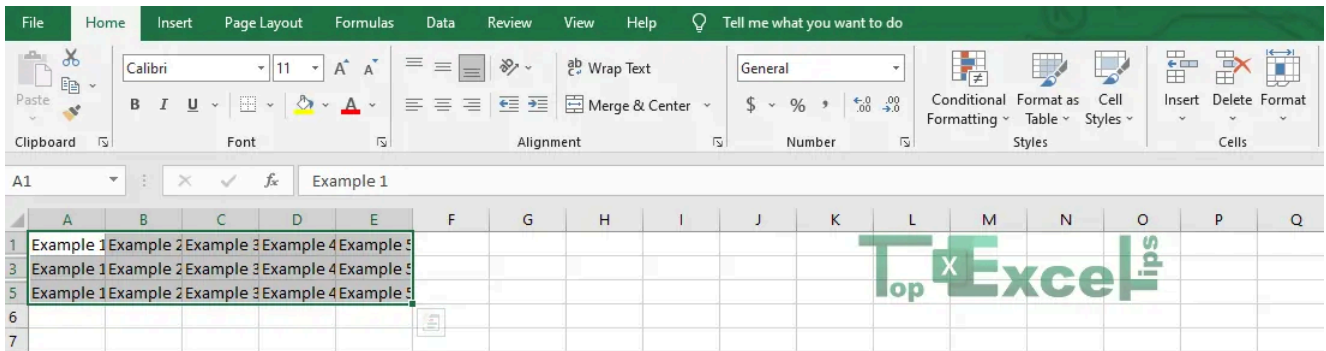 File Home Insert Page Layout Formulas Data Review View Help Tell me what you want to do
Calibri 11 A A ab Wrap Text General
Paste B I U A Merge & Center $ % , .00 .00 Conditional Formatting Format as Table Cell Styles Insert Delete Format
Clipboard Font Alignment Number Styles Cells
A1 fx Example 1
A B C D E F G H I J K L M N O P Q
1 Example 1 Example 2 Example 3 Example 4 Example 5
3 Example 1 Example 2 Example 3 Example 4 Example 5
5 Example 1 Example 2 Example 3 Example 4 Example 5
6
7
Top Excel Tips